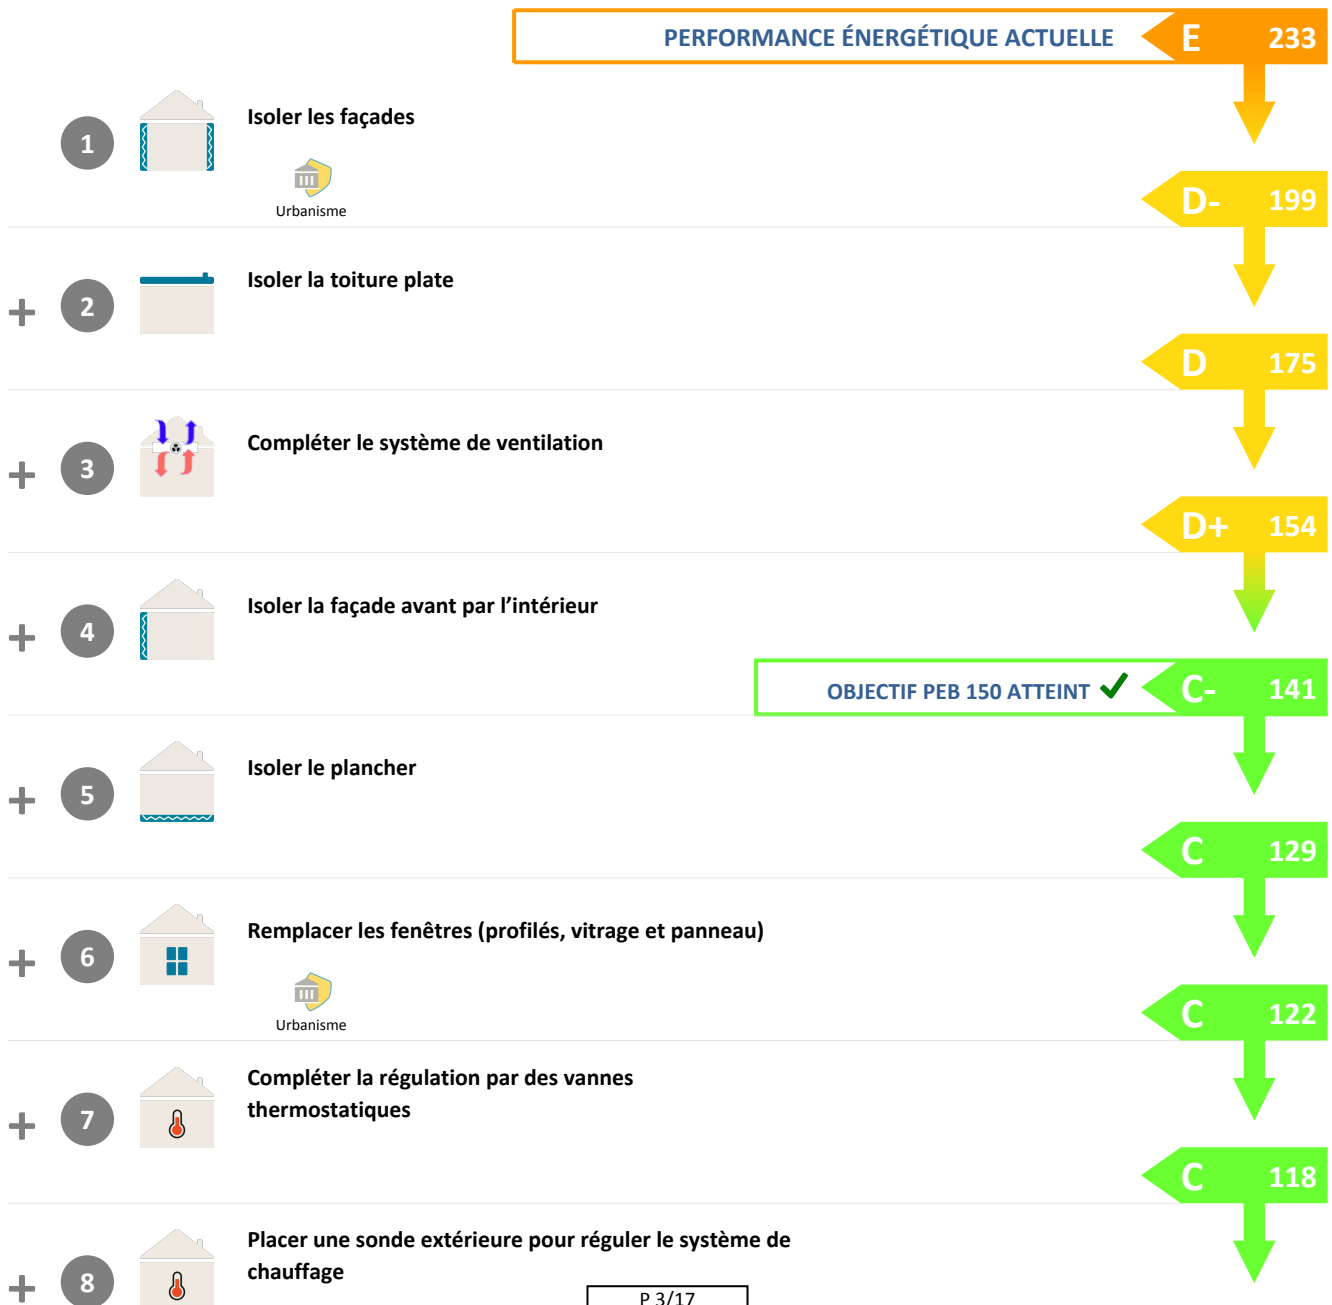 PERFORMANCE ÉNERGÉTIQUE ACTUELLE E 233
1 Isoler les façades
Urbanisme
D- 199
+ 2 Isoler la toiture plate
D 175
+ 3 Compléter le système de ventilation
D+ 154
+ 4 Isoler la façade avant par l’intérieur
OBJECTIF PEB 150 ATTEINT C- 141
+ 5 Isoler le plancher
C 129
+ 6 Remplacer les fenêtres (profilés, vitrage et panneau)
Urbanisme
C 122
Compléter la régulation par des vannes
+ 7 thermostatiques
C 118
Placer une sonde extérieure pour réguler le système de
+ 8 chauffage
P 3/17